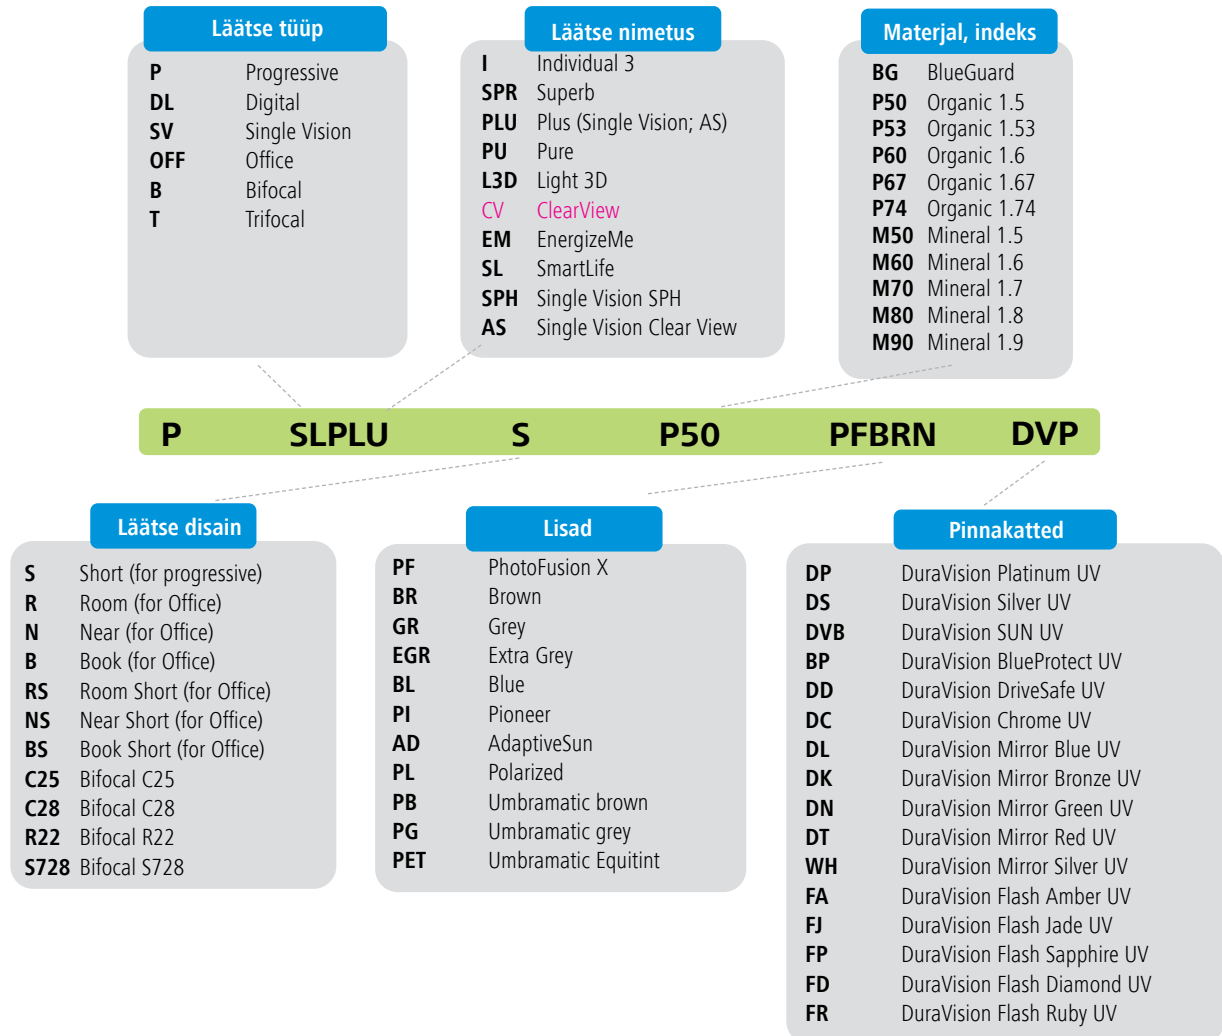 Läätse tüüp
P Progressive
DL Digital
SV Single Vision
OFF Office
B Bifocal
T Trifocal
Läätse nimetus
I Individual 3
SPR Superb
PLU Plus (Single Vision; AS)
PU Pure
L3D Light 3D
CV ClearView
EM EnergizeMe
SL SmartLife
SPH Single Vision SPH
AS Single Vision Clear View
Materjal, indeks
BG BlueGuard
P50 Organic 1.5
P53 Organic 1.53
P60 Organic 1.6
P67 Organic 1.67
P74 Organic 1.74
M50 Mineral 1.5
M60 Mineral 1.6
M70 Mineral 1.7
M80 Mineral 1.8
M90 Mineral 1.9
P SLPLU S P50 PFBRN DVP
Läätse disain
S Short (for progressive)
R Room (for Office)
N Near (for Office)
B Book (for Office)
RS Room Short (for Office)
NS Near Short (for Office)
BS Book Short (for Office)
C25 Bifocal C25
C28 Bifocal C28
R22 Bifocal R22
S728 Bifocal S728
Lisad
PF PhotoFusion X
BR Brown
GR Grey
EGR Extra Grey
BL Blue
PI Pioneer
AD AdaptiveSun
PL Polarized
PB Umbramatic brown
PG Umbramatic grey
PET Umbramatic Equitint
Pinnakatted
DP DuraVision Platinum UV
DS DuraVision Silver UV
DVB DuraVision SUN UV
BP DuraVision BlueProtect UV
DD DuraVision DriveSafe UV
DC DuraVision Chrome UV
DL DuraVision Mirror Blue UV
DK DuraVision Mirror Bronze UV
DN DuraVision Mirror Green UV
DT DuraVision Mirror Red UV
WH DuraVision Mirror Silver UV
FA DuraVision Flash Amber UV
FJ DuraVision Flash Jade UV
FP DuraVision Flash Sapphire UV
FD DuraVision Flash Diamond UV
FR DuraVision Flash Ruby UV